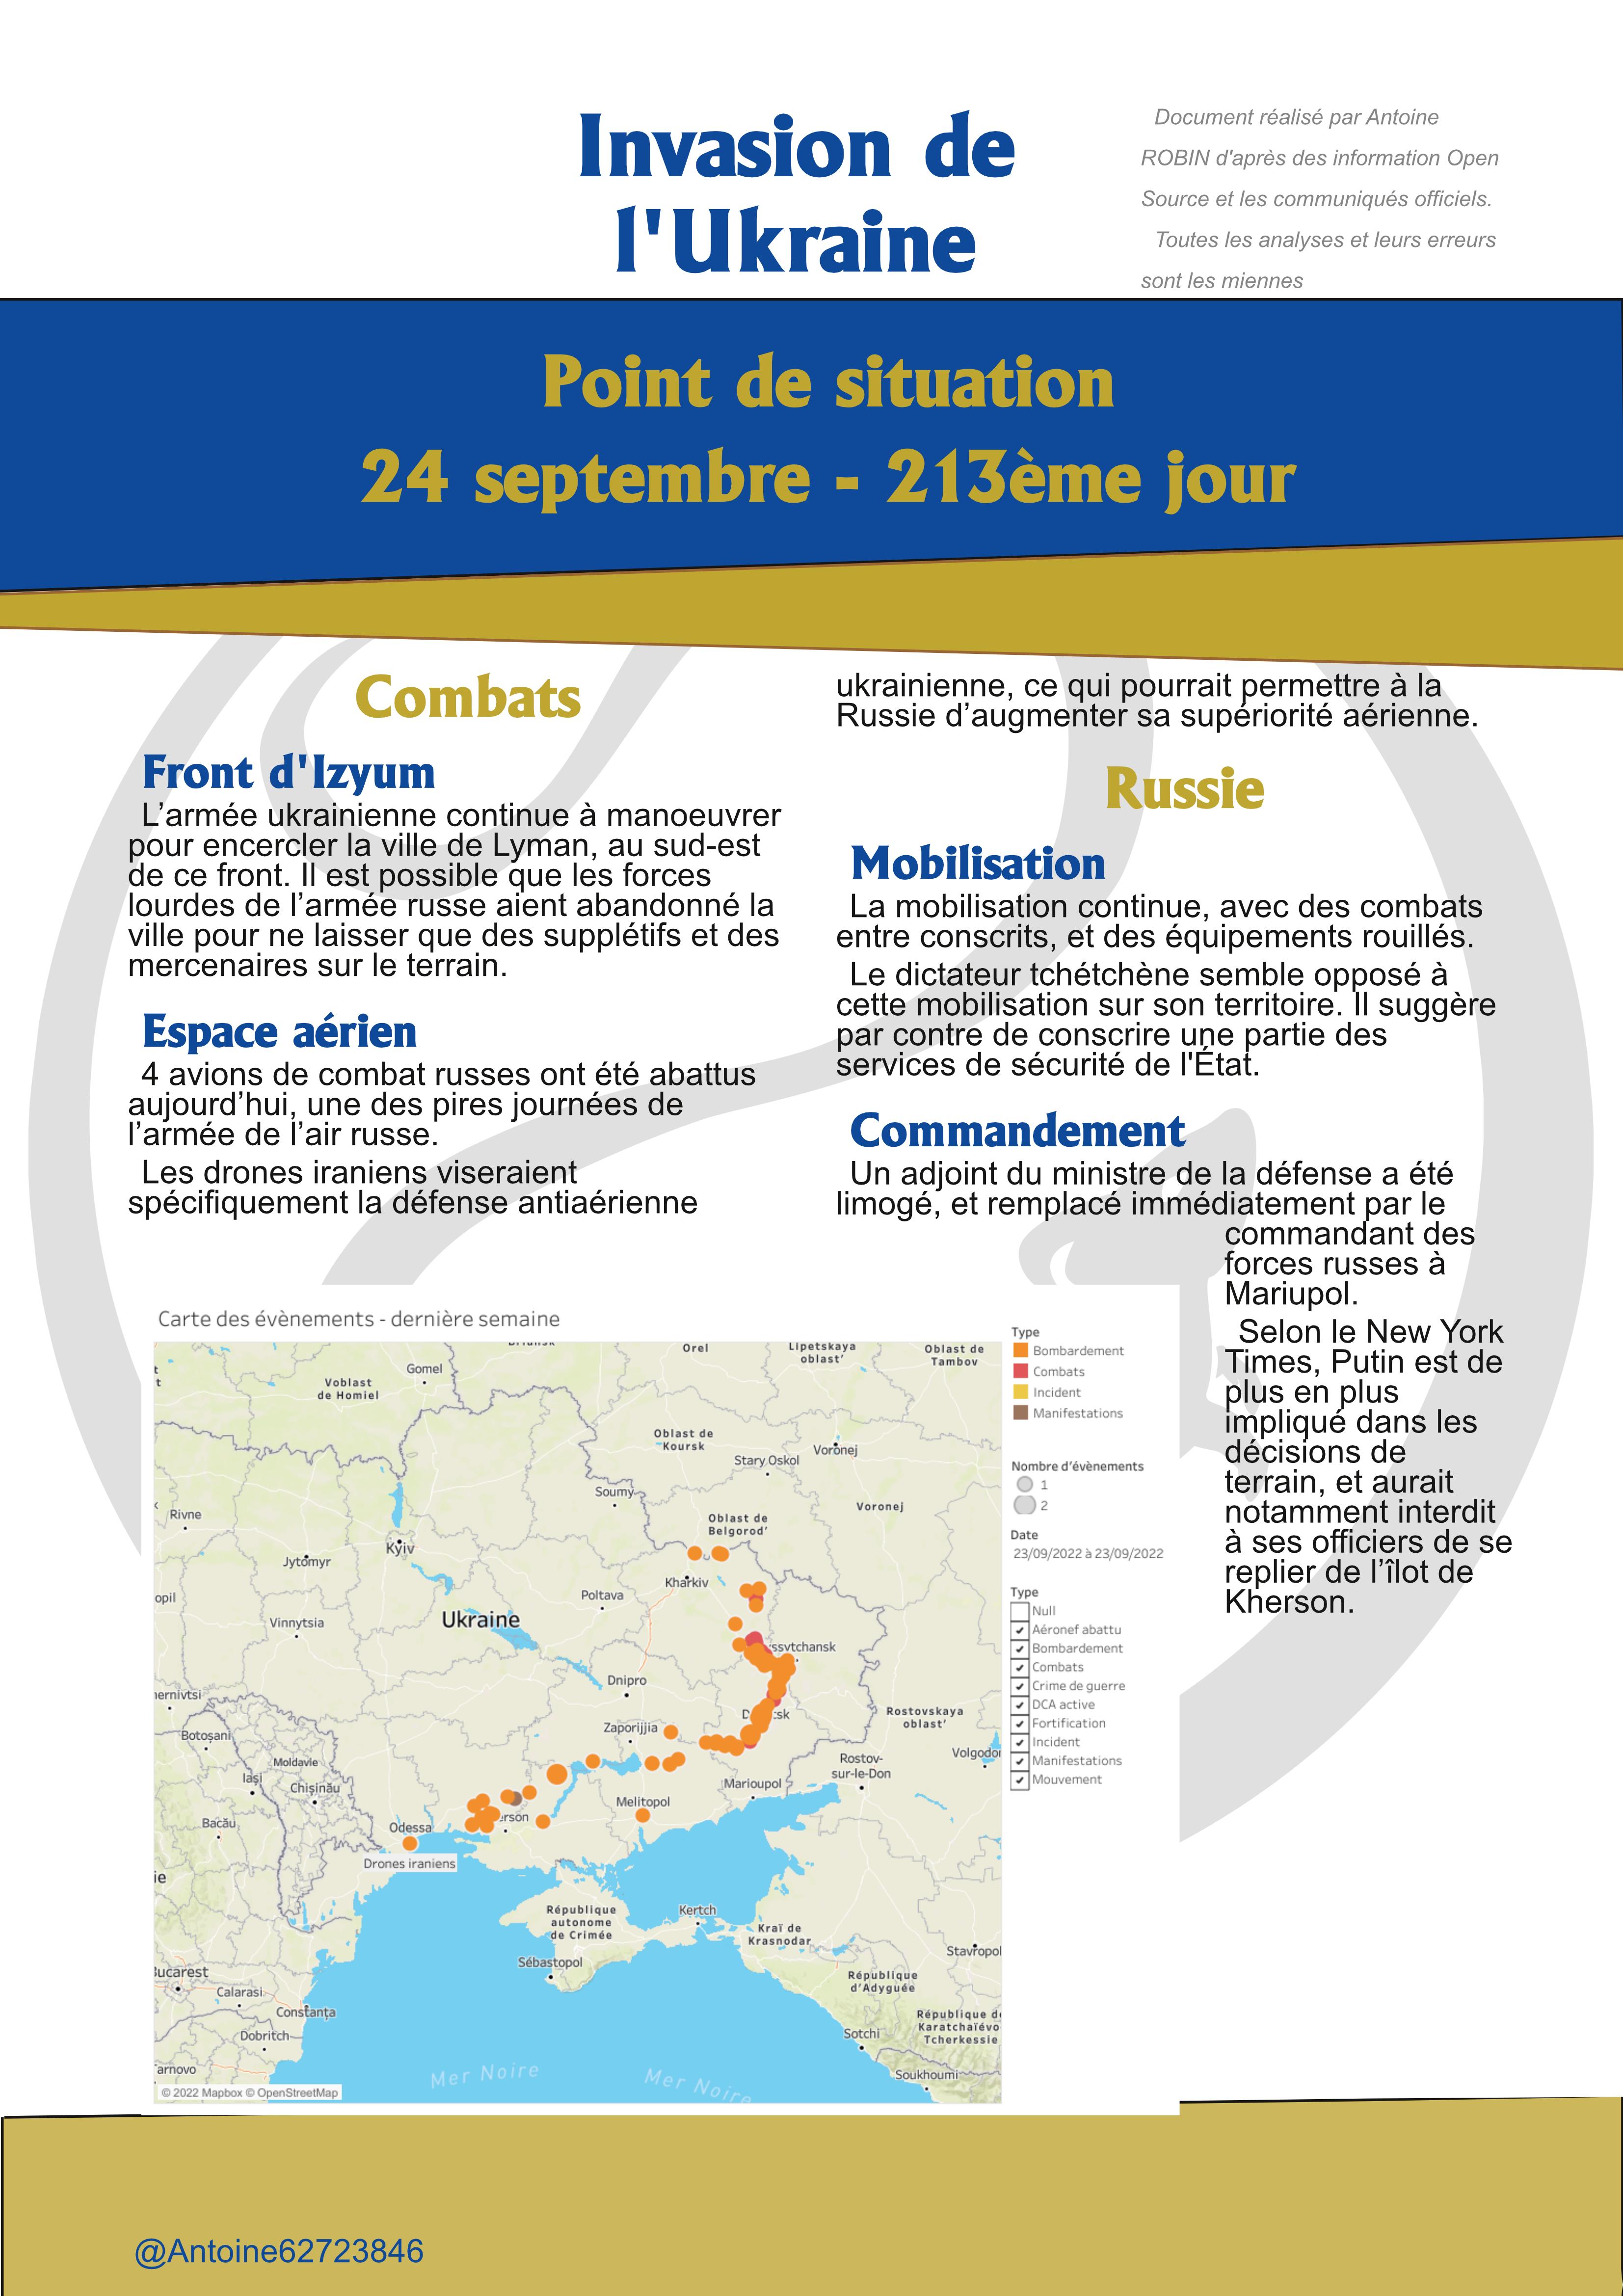 Invasion de
l'Ukraine
Document réalisé par Antoine
ROBIN d'après des information Open
Source et les communiqués officiels.
Toutes les analyses et leurs erreurs
sont les miennes
Point de situation
24 septembre - 213ème jour
Combats
Front d'Izyum
L’armée ukrainienne continue à manoeuvrer
pour encercler la ville de Lyman, au sud-est
de ce front. Il est possible que les forces
lourdes de l’armée russe aient abandonné la
ville pour ne laisser que des supplétifs et des
mercenaires sur le terrain.
Espace aérien
4 avions de combat russes ont été abattus
aujourd’hui, une des pires journées de
l’armée de l’air russe.
Les drones iraniens viseraient
spécifiquement la défense antiaérienne
ukrainienne, ce qui pourrait permettre à la
Russie d’augmenter sa supériorité aérienne.
Russie
Mobilisation
La mobilisation continue, avec des combats
entre conscrits, et des équipements rouillés.
Le dictateur tchétchène semble opposé à
cette mobilisation sur son territoire. Il suggère
par contre de conscrire une partie des
services de sécurité de l'État.
Commandement
Un adjoint du ministre de la défense a été
limogé, et remplacé immédiatement par le
commandant des
forces russes à
Mariupol.
Selon le New York
Times, Putin est de
plus en plus
impliqué dans les
décisions de
terrain, et aurait
notamment interdit
à ses officiers de se
replier de l’îlot de
Kherson.
Carte des évènements - dernière semaine
Orel
Lipetskaya
oblast'
Oblast de
Tambov
Gomel
Voblast
de Homiel
Oblast de
Koursk
Stary Oskol
Voronej
Soumy
Voronej
Rivne
Oblast de
Belgorod'
Kyiv
Jytomyr
Kharkiv
Poltava
opil
Vinnytsia
Ukraine
ssvtchansk
Dnipro
hernivtsi
D tsk
Rostovskaya
oblast'
Zaporijjia
Botoşani
Moldavie
Rostov-
sur-le-Don
Volgodon
Iaşi
Chişinău
Marioupol
Melitopol
Bacău
Odessa
erson
Drones iraniens
ie
République
autonome
de Crimée
Kertch
Kraï de
Krasnodar
Stavropol
Sébastopol
Bucarest
République
d'Adyguée
Calarasi
Constanţa
République de
Karatchaïévo
Tcherkessie
Dobritch
Sotchi
arnovo
Mer Noire
Mer Noire
Soukhoumi
© 2022 Mapbox © OpenStreetMap
Type
Bombardement
Combats
Incident
Manifestations
Nombre d'évènements
1
2
Date
23/09/2022 à 23/09/2022
Type
Null
Aéronef abattu
Bombardement
Combats
Crime de guerre
DCA active
Fortification
Incident
Manifestations
Mouvement
@Antoine62723846